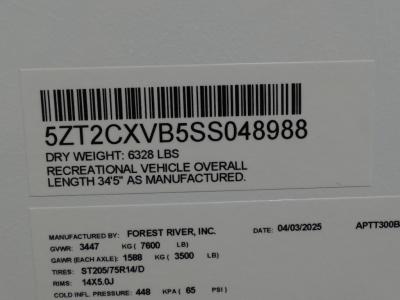 5ZT2CXVB5SS048988
DRY WEIGHT: 6328 LBS
RECREATIONAL VEHICLE OVERALL
LENGTH 34'5" AS MANUFACTURED.
MANUFACTURED BY: FOREST RIVER, INC. DATE: 04/03/2025 APTT300B
GVWR: 3447 KG ( 7600 LB)
GAWR (EACH AXLE): 1588 KG ( 3500 LB)
TIRES: ST205/75R14/D
RIMS: 14X5.0J
COLD INFL. PRESSURE: 448 KPA ( 65 PSI )